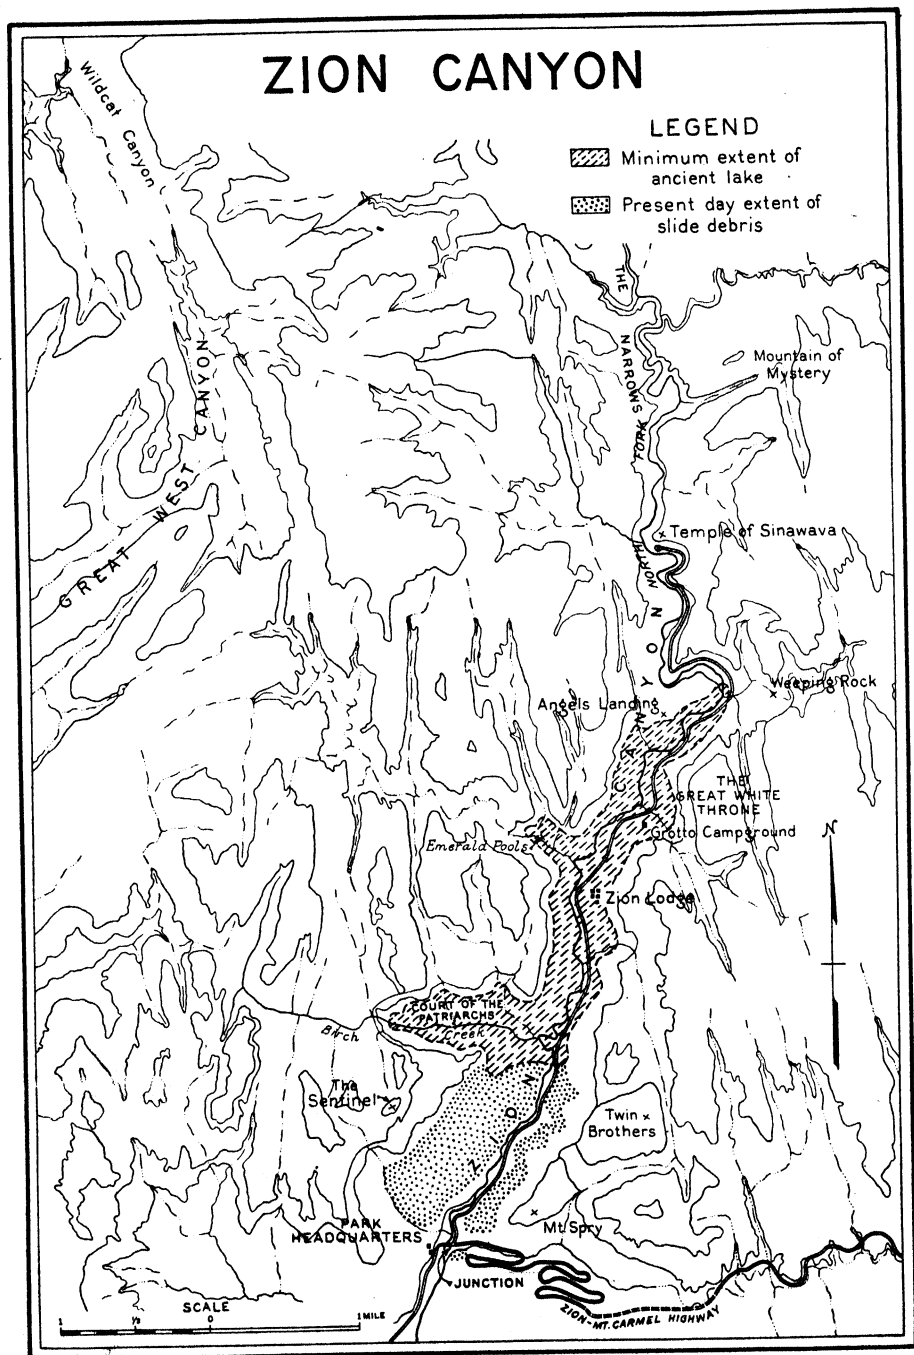 ZION CANYON
LEGEND
Minimum extent of
ancient lake
Present day extent of
slide debris
Wildcat Canyon
GREAT WEST CANYON
THE
NARROWS
NORTH FORK
Mountain of
Mystery
Temple of Sinawava
ZION CANYON
Weeping Rock
Angels Landing
THE
GREAT WHITE
THRONE
Grotto Campground
Emerald Pools
N
Zion Lodge
COURT OF THE
PATRIARCHS
Birch Creek
The
Sentinel
Twin
Brothers
Mt Spry
PARK
HEADQUARTERS
JUNCTION
ZION-MT. CARMEL HIGHWAY
SCALE
1 ½ 0 1 MILE